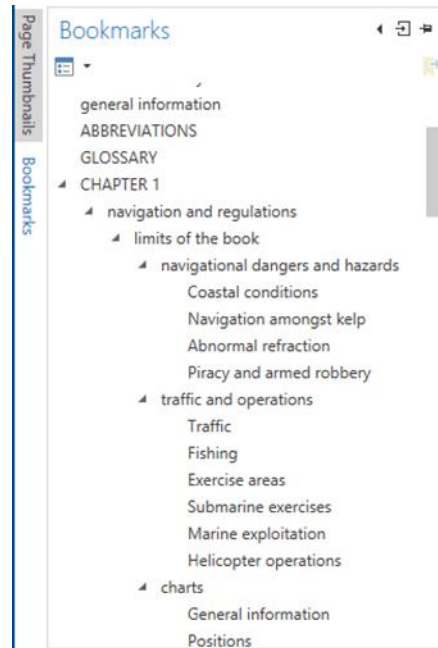 Page Thumbnails
Bookmarks
Bookmarks
general information
ABBREVIATIONS
GLOSSARY
CHAPTER 1
navigation and regulations
limits of the book
navigational dangers and hazards
Coastal conditions
Navigation amongst kelp
Abnormal refraction
Piracy and armed robbery
traffic and operations
Traffic
Fishing
Exercise areas
Submarine exercises
Marine exploitation
Helicopter operations
charts
General information
Positions